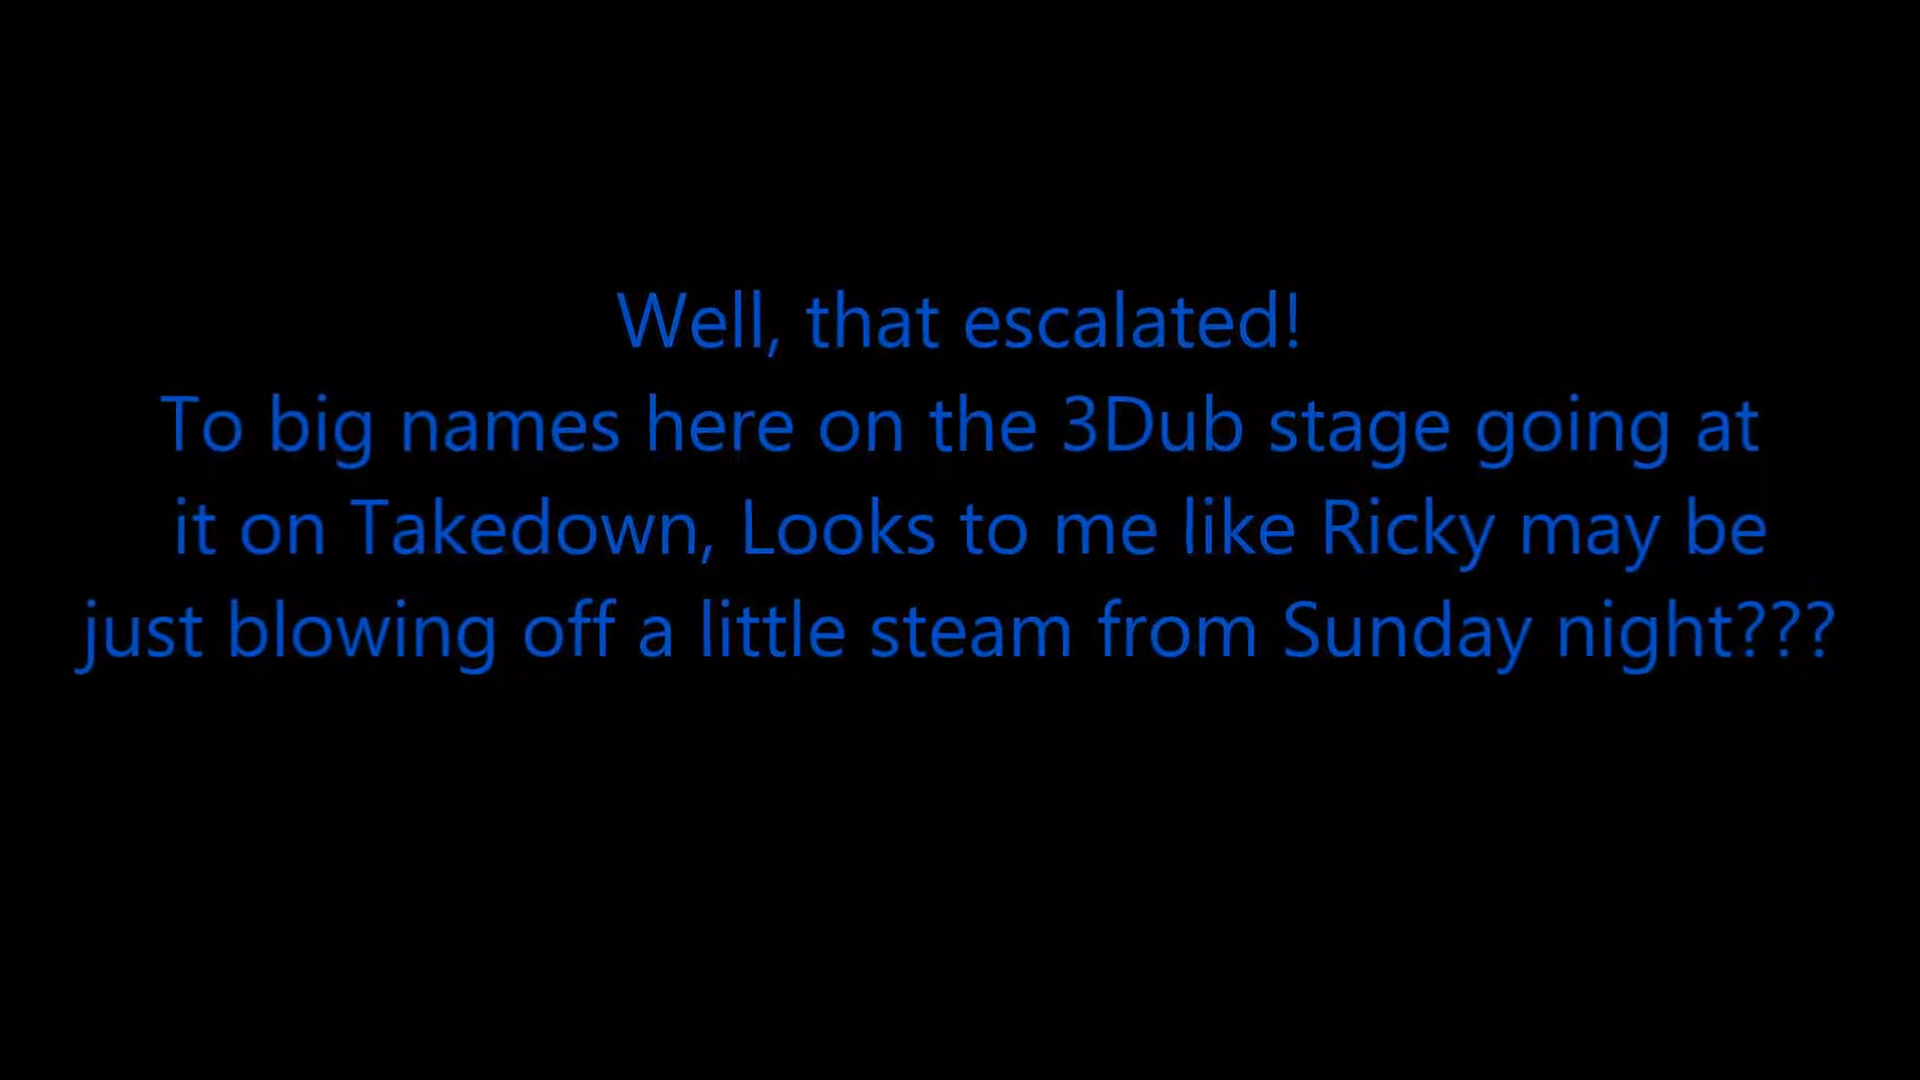 Well, that escalated!
To big names here on the 3Dub stage going at
it on Takedown, Looks to me like Ricky may be
just blowing off a little steam from Sunday night???